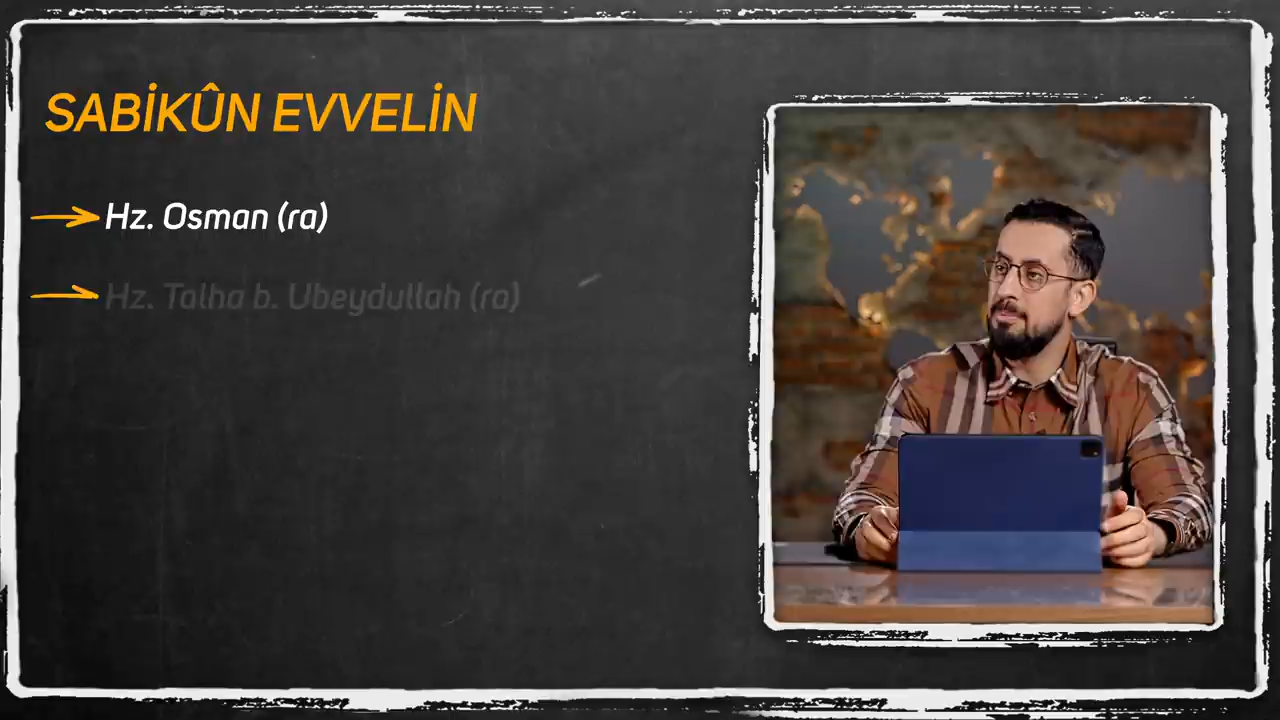 SABİKÛN EVVELİN
Hz. Osman (ra)
Hz. Talha b. Ubeydullah (ra)